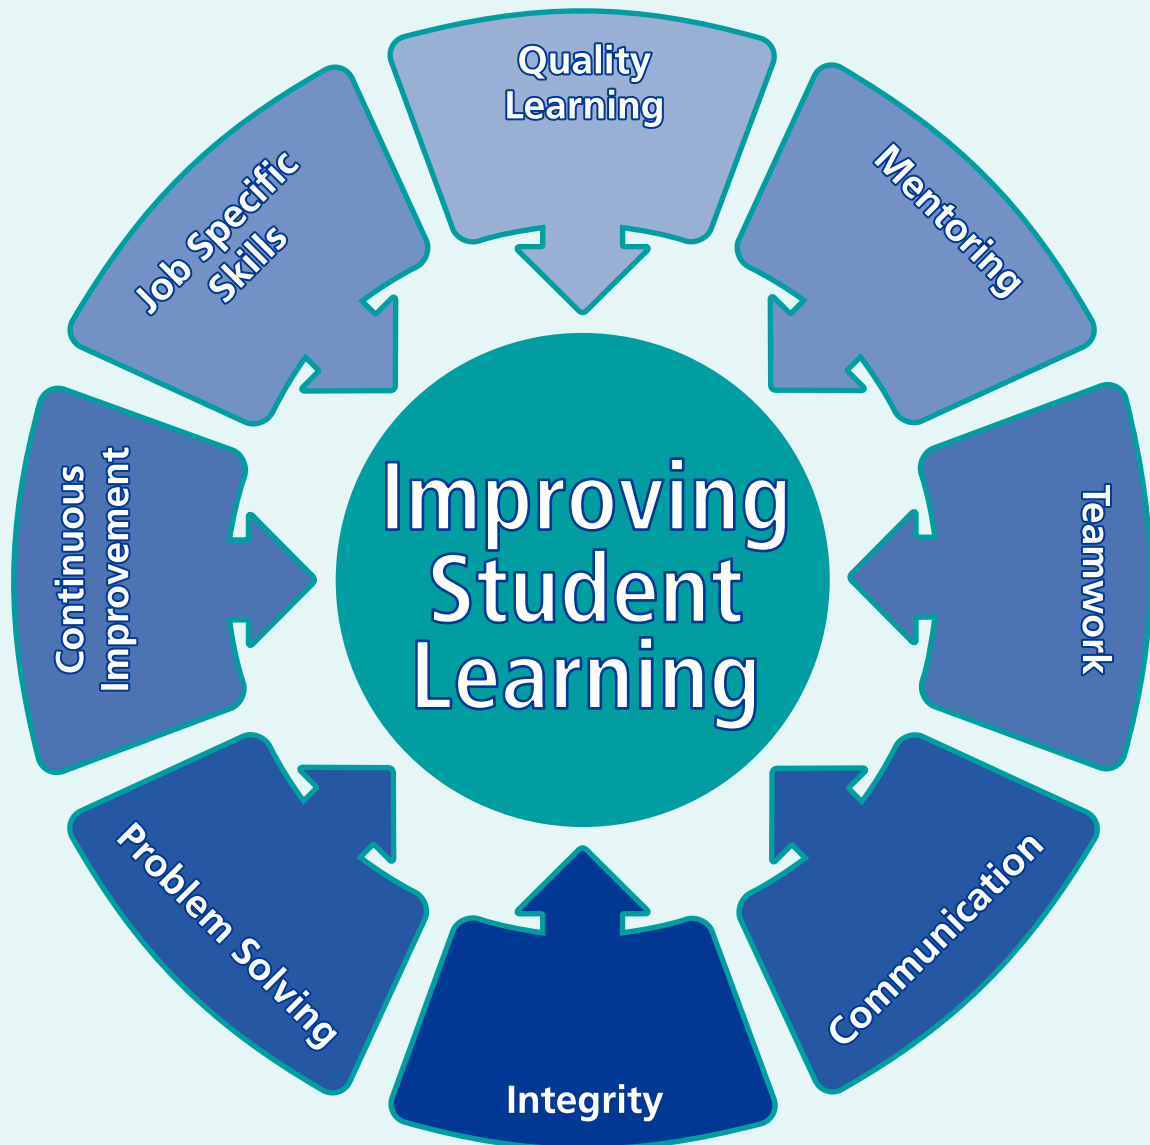 Quality
Learning
Mentoring
Teamwork
Communication
Integrity
Problem Solving
Continuous
Improvement
Job Specific
Skills
Improving
Student
Learning